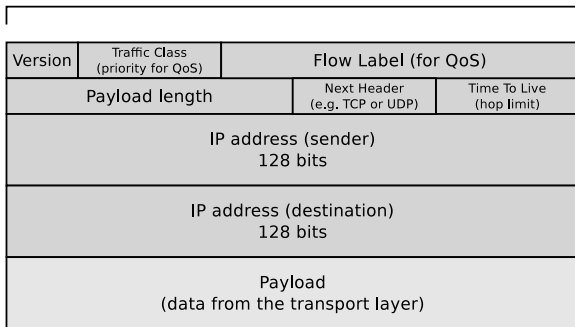 Version
Traffic Class
(priority for QoS)
Flow Label (for QoS)
Payload length
Next Header
(e.g. TCP or UDP)
Time To Live
(hop limit)
IP address (sender)
128 bits
IP address (destination)
128 bits
Payload
(data from the transport layer)